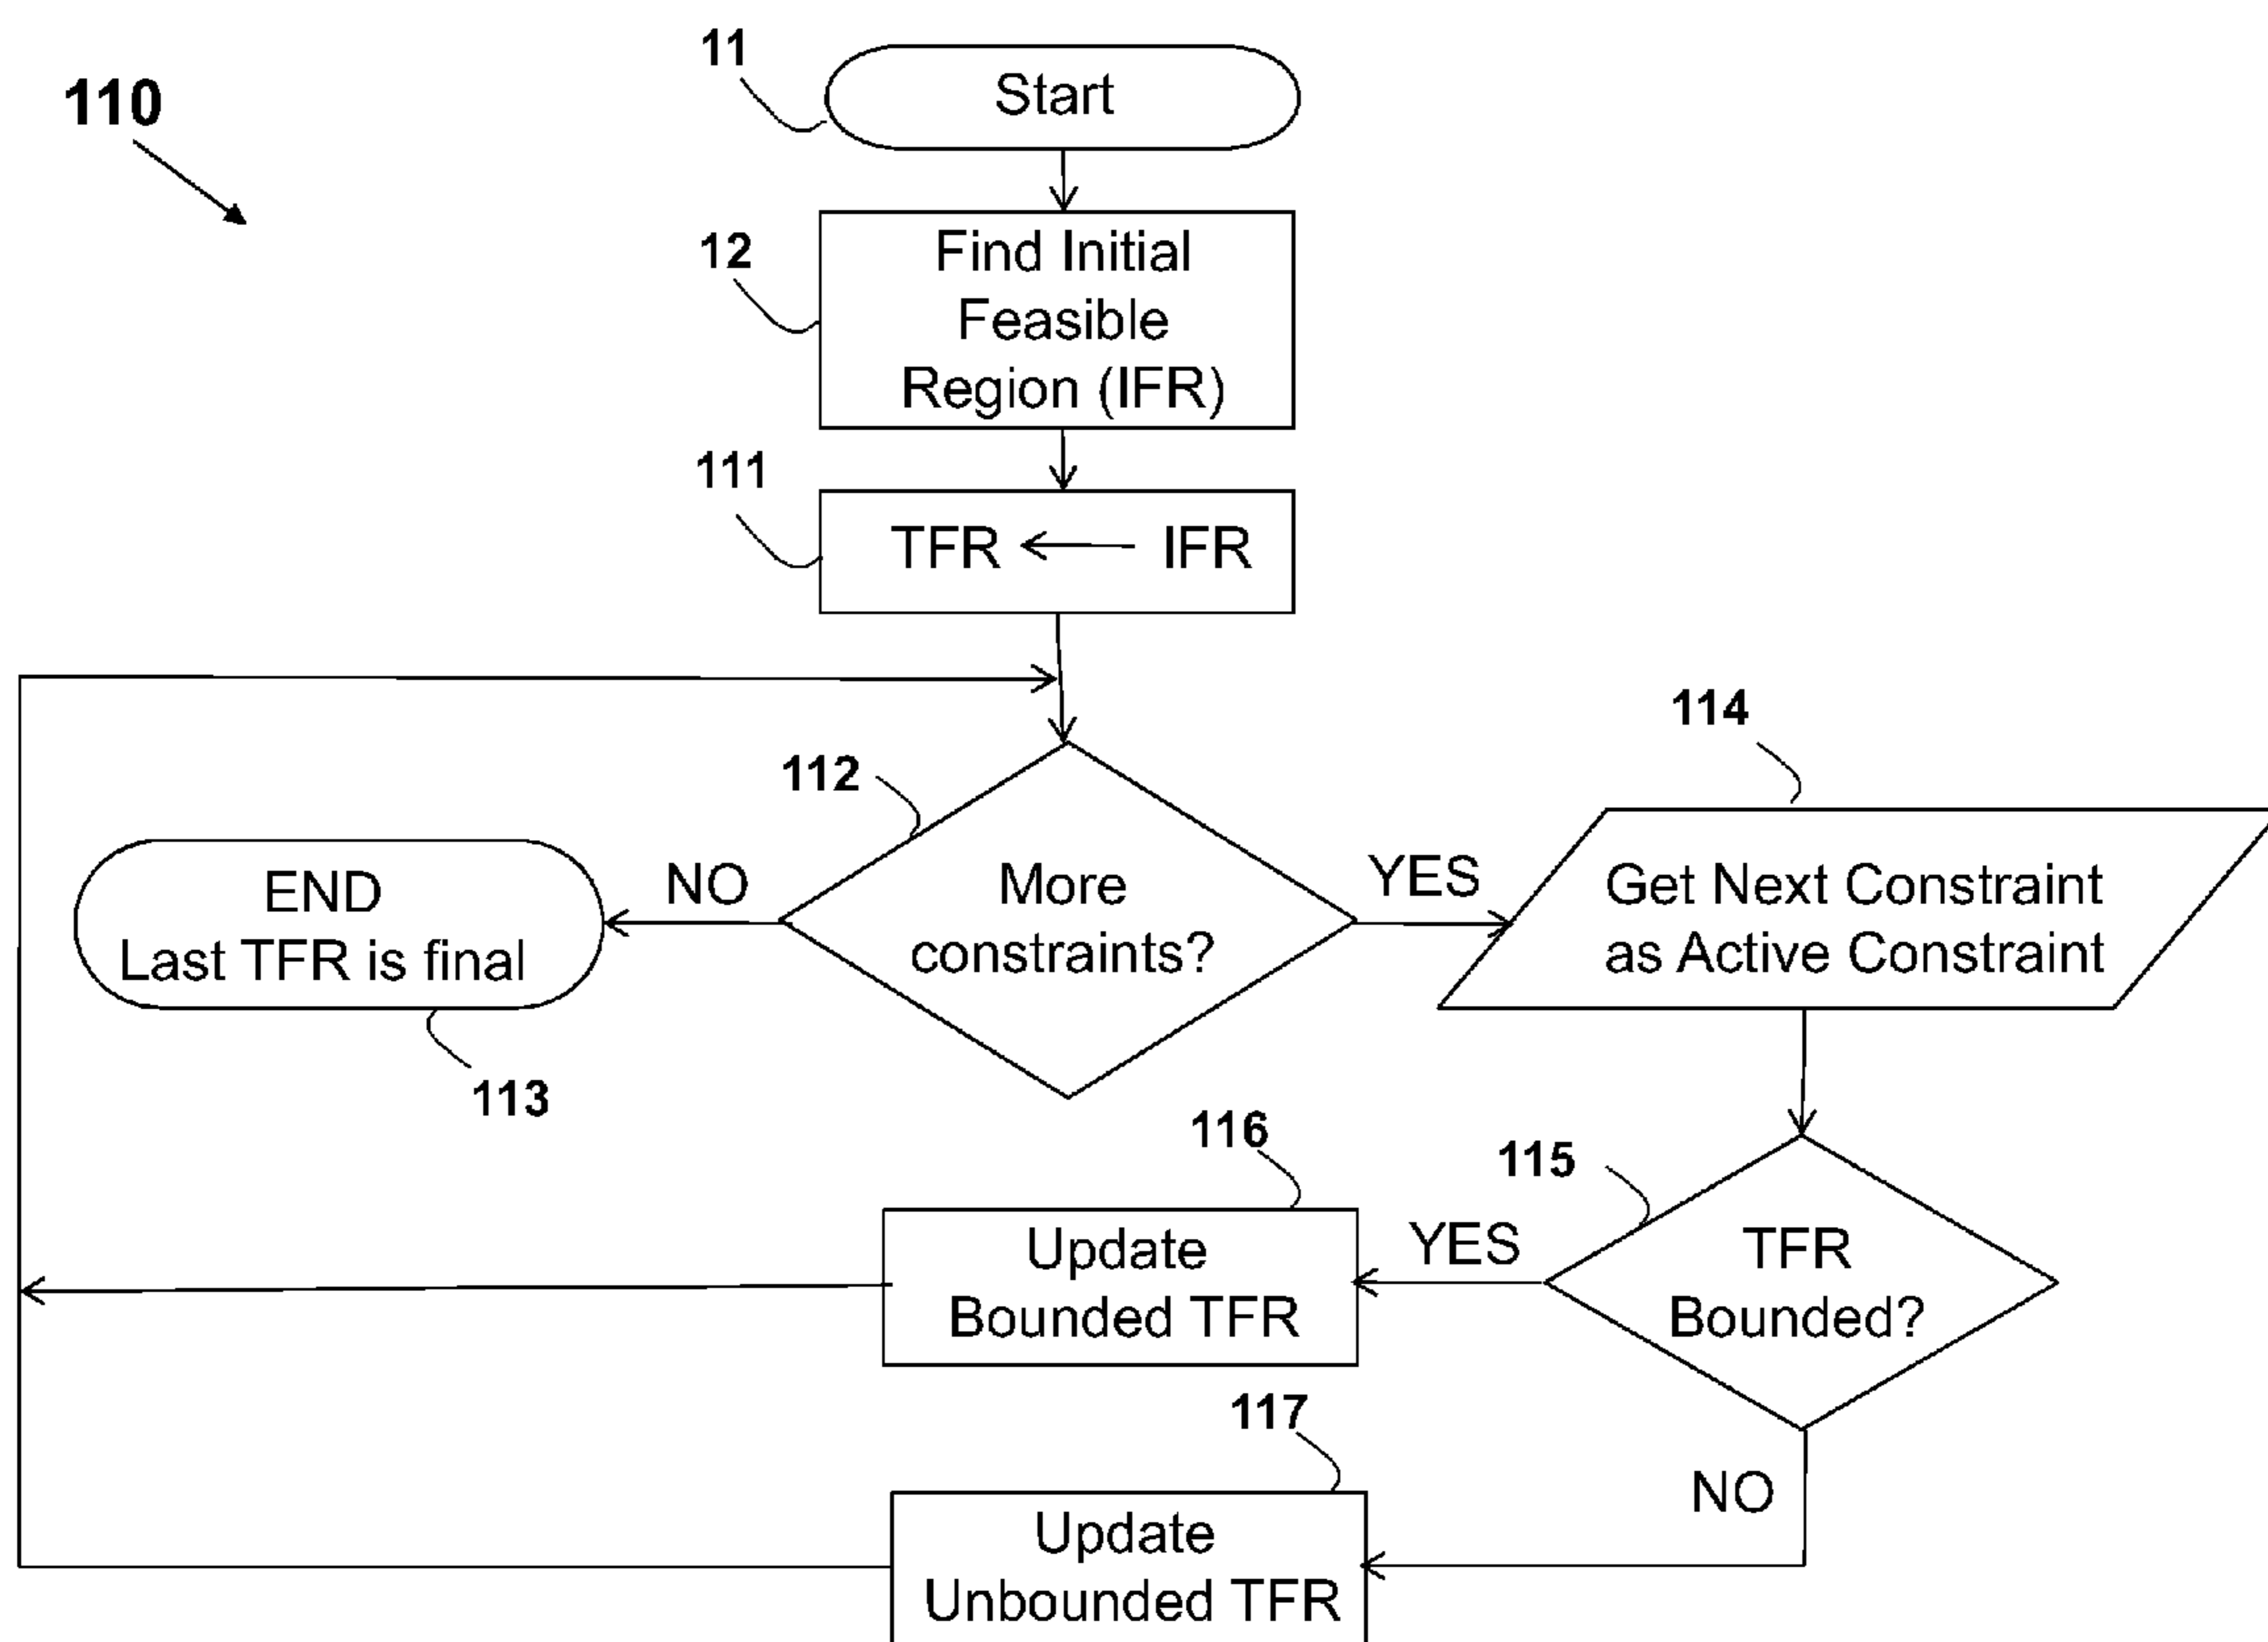 11
Start
110
12
Find Initial
Feasible
Region (IFR)
111
TFR ← IFR
114
112
More
constraints?
NO
YES
END
Last TFR is final
113
Get Next Constraint
as Active Constraint
116
115
TFR
Bounded?
YES
Update
Bounded TFR
117
NO
Update
Unbounded TFR